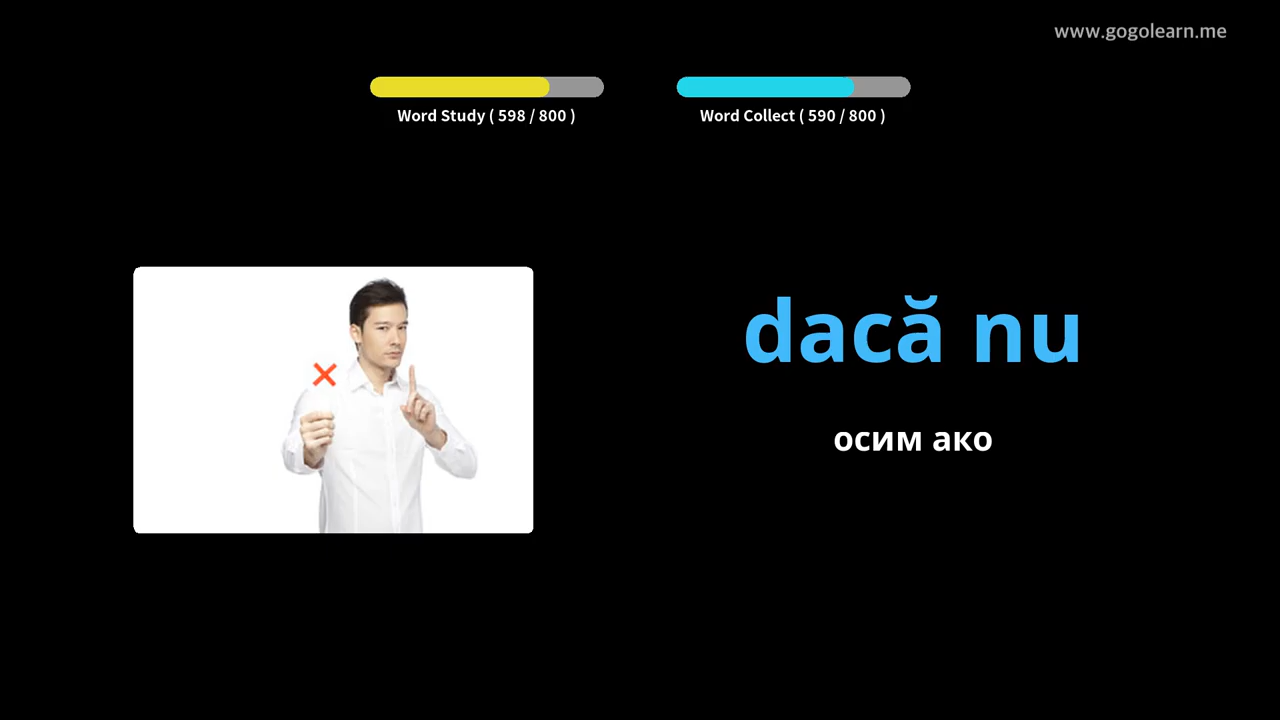 www.gogolearn.me
Word Study ( 598 / 800 )
Word Collect ( 590 / 800 )
dacă nu
осим ако